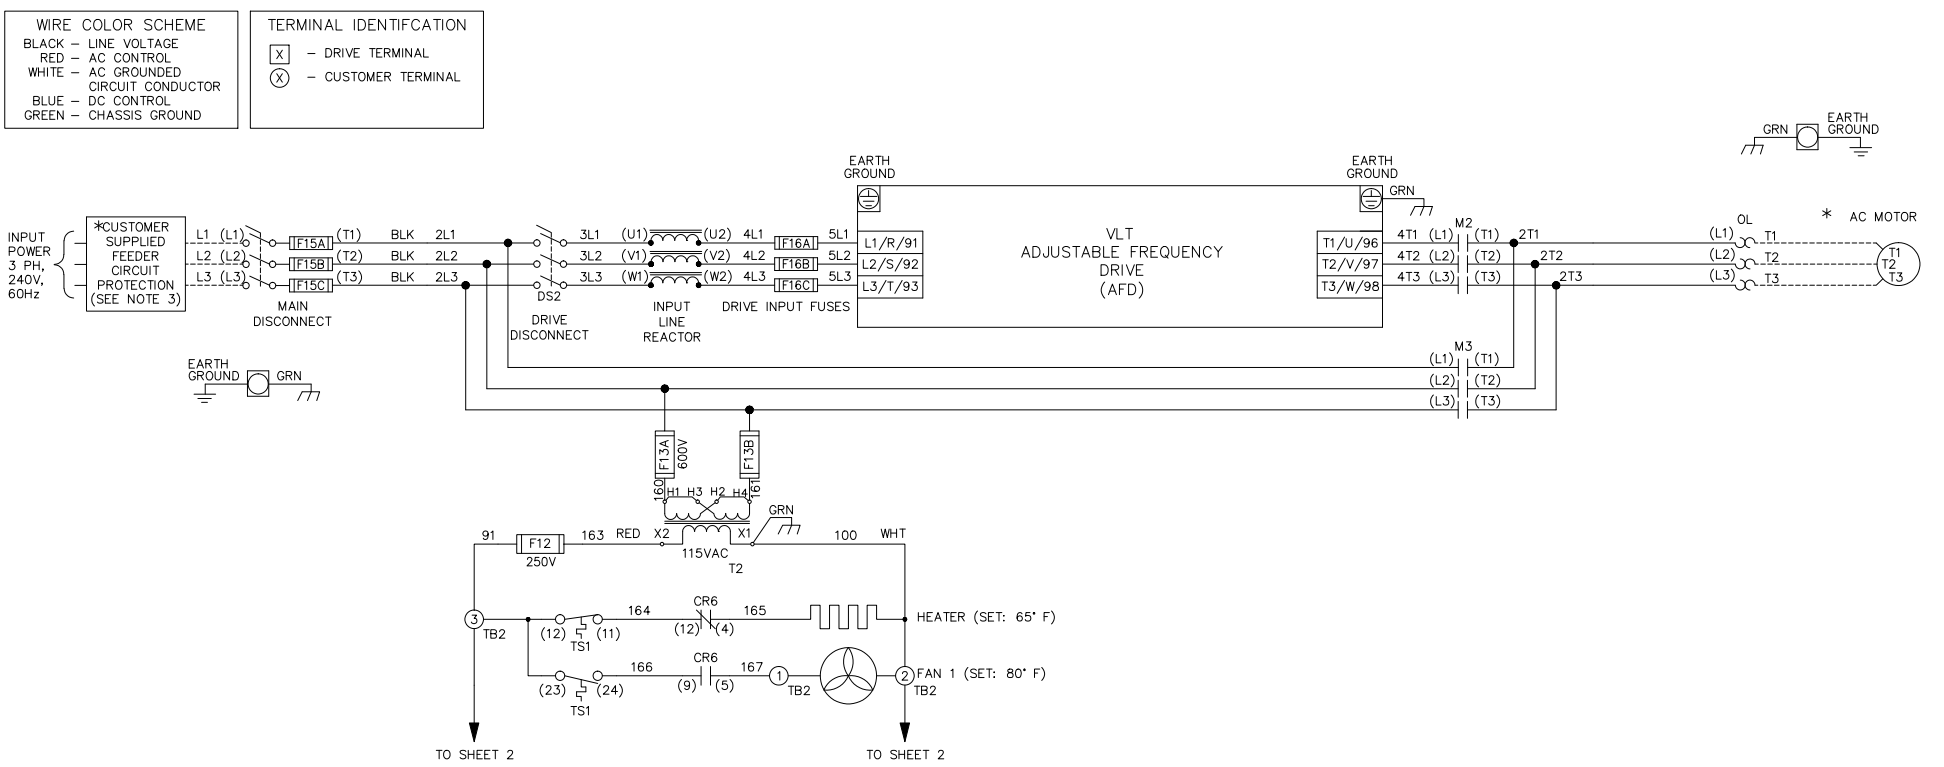 WIRE COLOR SCHEME
BLACK – LINE VOLTAGE
RED – AC CONTROL
WHITE – AC GROUNDED
CIRCUIT CONDUCTOR
BLUE – DC CONTROL
GREEN – CHASSIS GROUND
TERMINAL IDENTIFCATION
X – DRIVE TERMINAL
X – CUSTOMER TERMINAL
GRN
EARTH
GROUND
EARTH
GROUND
EARTH
GROUND
GRN
INPUT
POWER
3 PH,
240V,
60Hz
*CUSTOMER
SUPPLIED
FEEDER
CIRCUIT
PROTECTION
(SEE NOTE 3)
L1 (L1) F15A (T1) BLK 2L1 3L1 (U1) (U2) 4L1 F16A 5L1 L1/R/91
L2 (L2) F15B (T2) BLK 2L2 3L2 (V1) (V2) 4L2 F16B 5L2 L2/S/92
L3 (L3) F15C (T3) BLK 2L3 3L3 (W1) (W2) 4L3 F16C 5L3 L3/T/93
MAIN
DISCONNECT
DS2
DRIVE
DISCONNECT
INPUT
LINE
REACTOR
DRIVE INPUT FUSES
VLT
ADJUSTABLE FREQUENCY
DRIVE
(AFD)
M2
OL
* AC MOTOR
T1/U/96 4T1 (L1) (T1) 2T1 (L1) T1
T2/V/97 4T2 (L2) (T2) 2T2 (L2) T2
T3/W/98 4T3 (L3) (T3) 2T3 (L3) T3
T1
T2
T3
M3
(L1) (T1)
(L2) (T2)
(L3) (T3)
EARTH
GROUND
GRN
F13A
600V
F13B
160
161
H1 H3 H2 H4
GRN
91 F12 163 RED X2 X1 100 WHT
250V
115VAC
T2
3
TB2
(12) (11)
TS1
164
CR6
(12) (4)
165
HEATER (SET: 65° F)
(23) (24)
TS1
166
CR6
(9) (5)
167
1
TB2
2
TB2
FAN 1 (SET: 80° F)
TO SHEET 2
TO SHEET 2